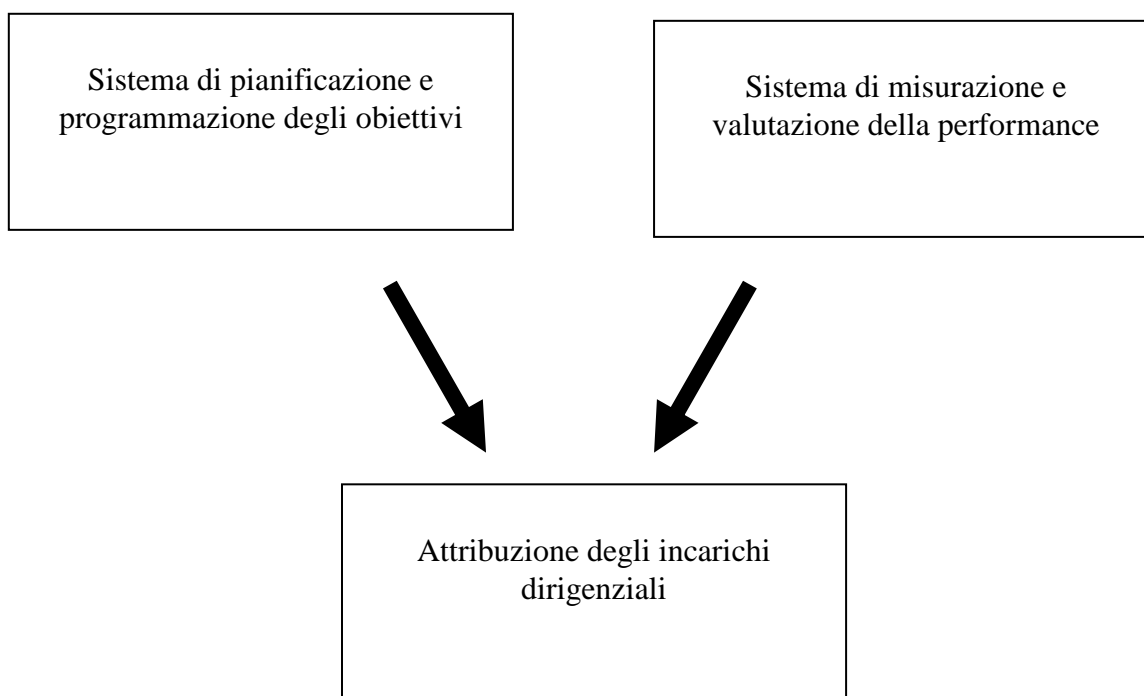 Sistema di pianificazione e
programmazione degli obiettivi
Sistema di misurazione e
valutazione della performance
Attribuzione degli incarichi
dirigenziali